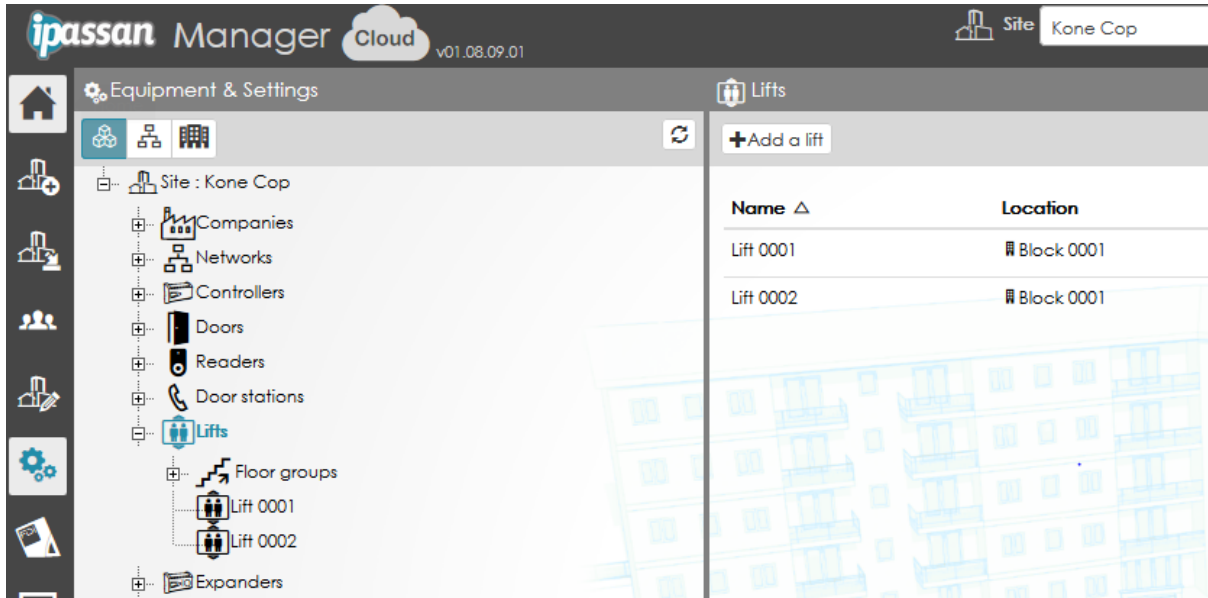 ipassan Manager Cloud v01.08.09.01
Site Kone Cop
Equipment & Settings
Lifts
+Add a lift
Site : Kone Cop
Companies
Networks
Controllers
Doors
Readers
Door stations
Lifts
Floor groups
Lift 0001
Lift 0002
Expanders
Name △ Location
Lift 0001 Block 0001
Lift 0002 Block 0001